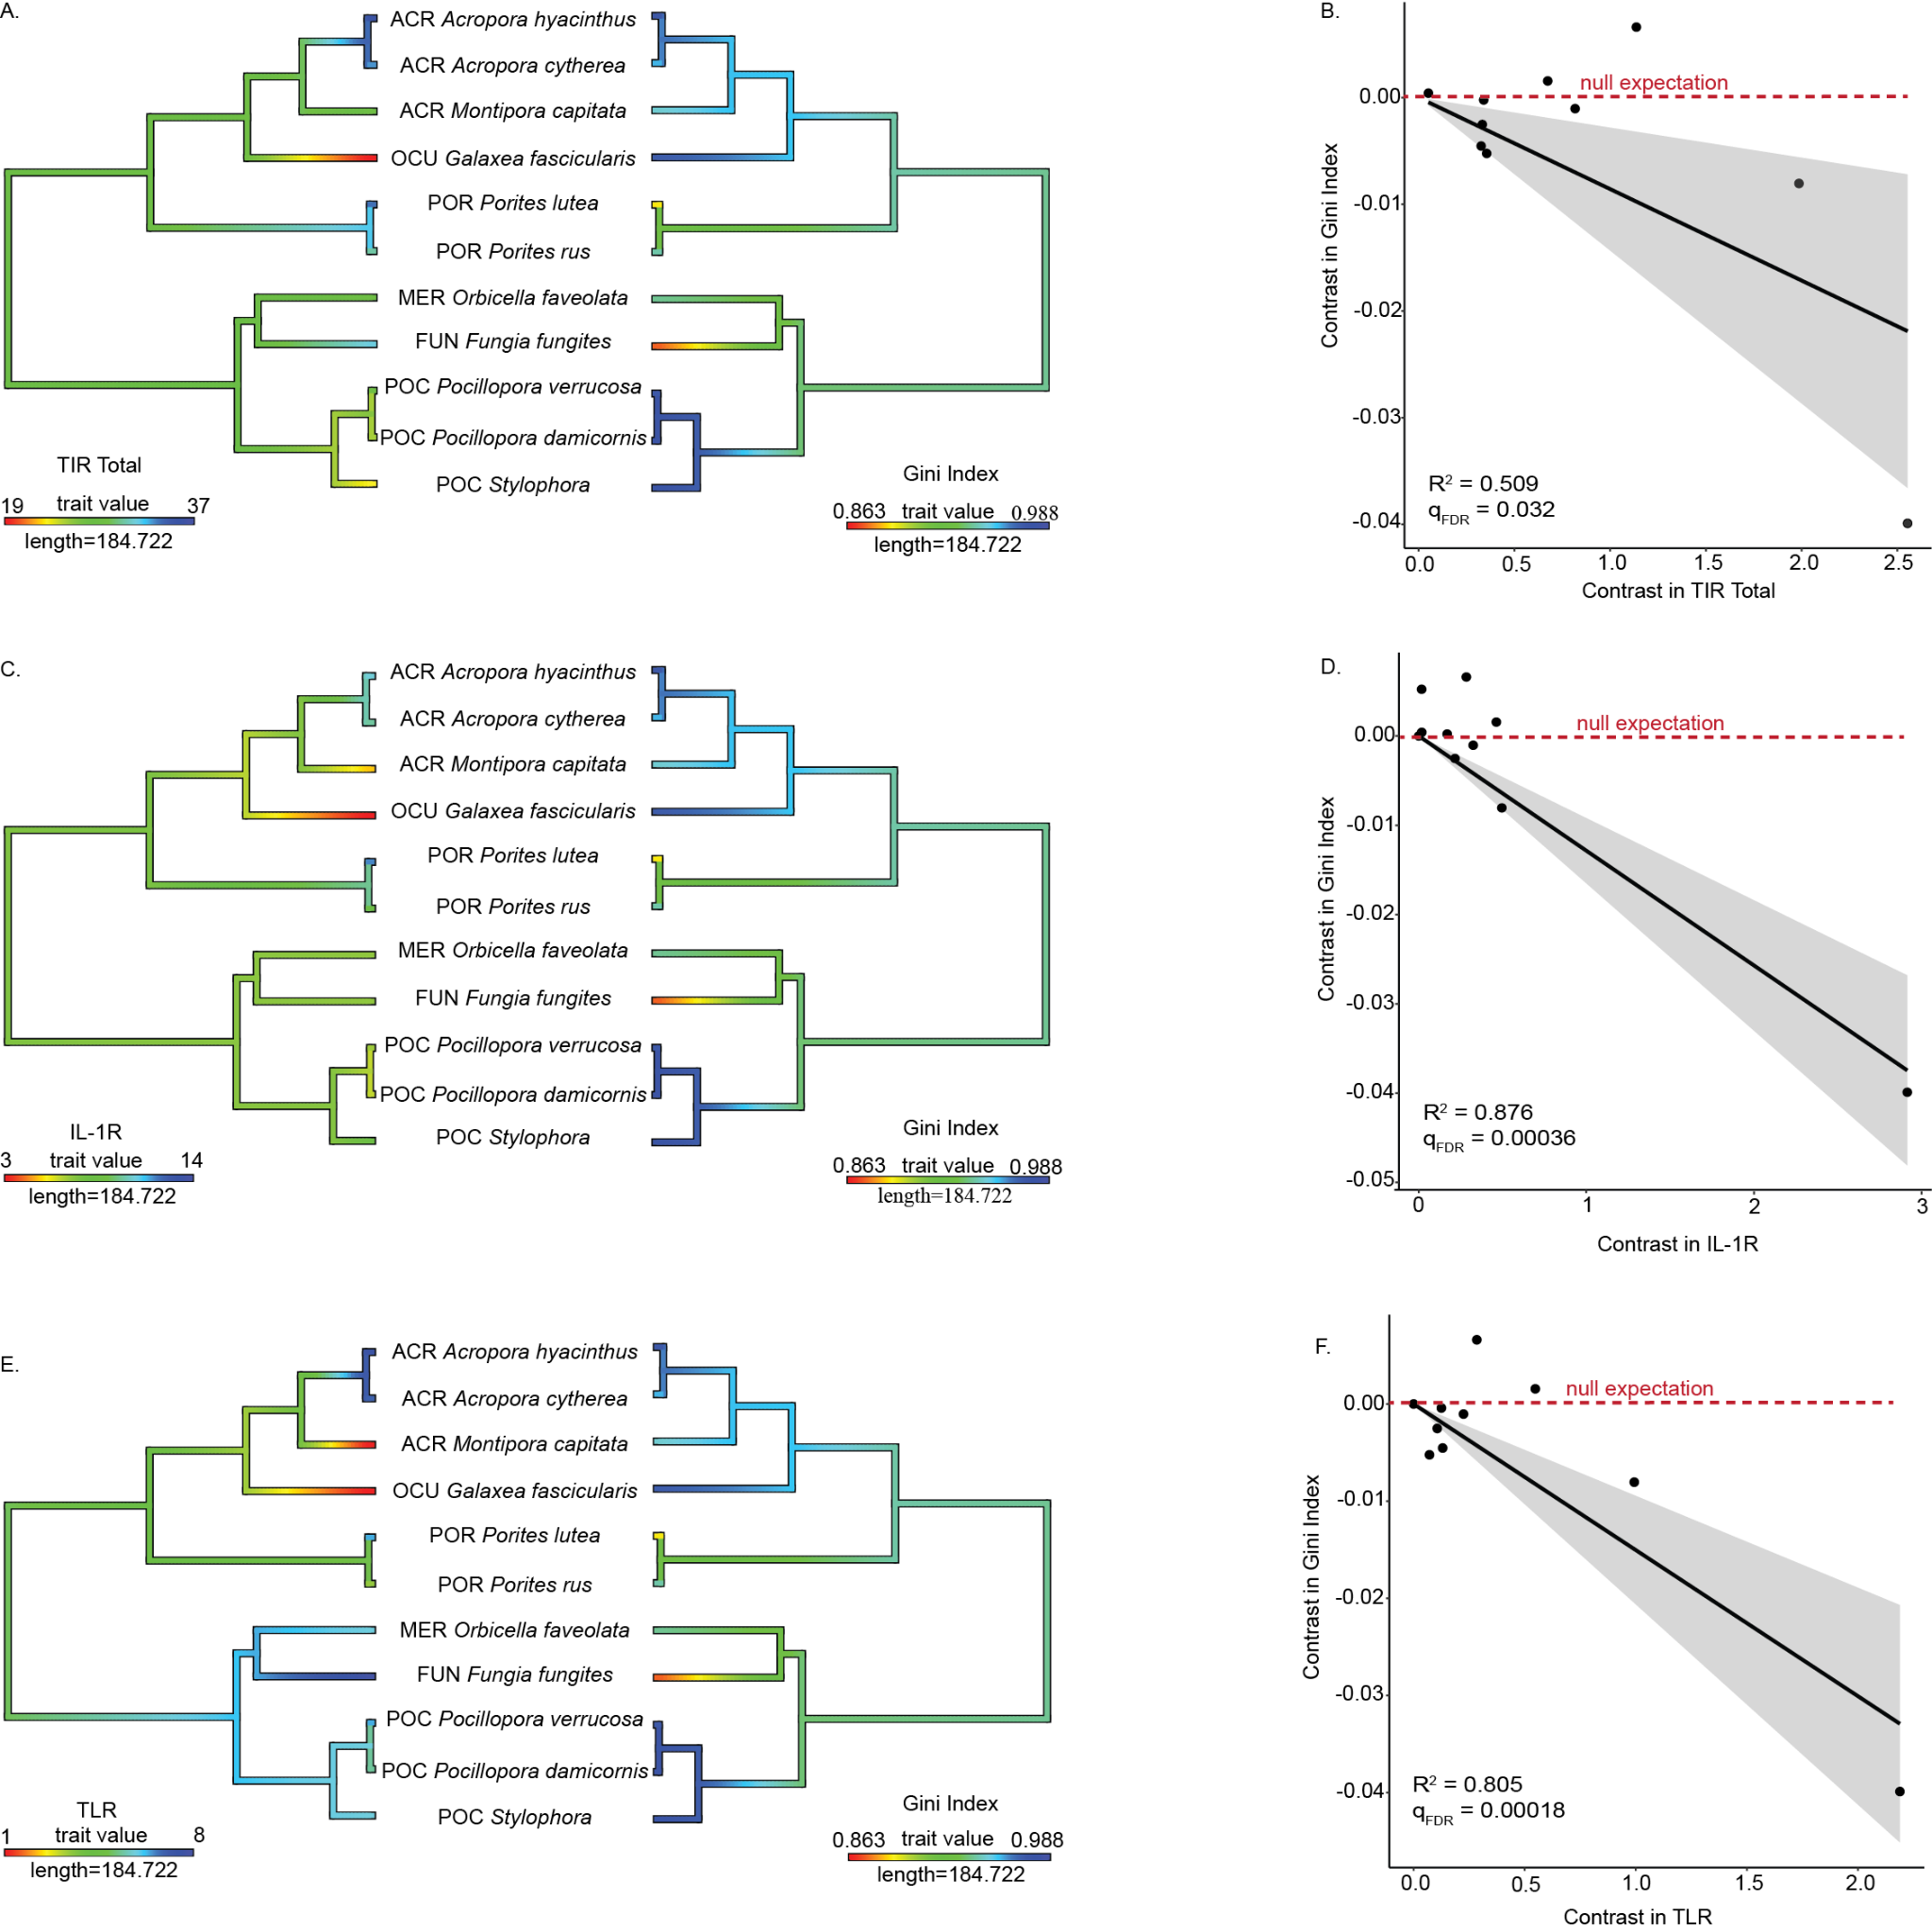 A.
ACR Acropora hyacinthus
ACR Acropora cytherea
ACR Montipora capitata
OCU Galaxea fascicularis
POR Porites lutea
POR Porites rus
MER Orbicella faveolata
FUN Fungia fungites
POC Pocillopora verrucosa
POC Pocillopora damicornis
POC Stylophora
TIR Total
19 trait value 37
length=184.722
Gini Index
0.863 trait value 0.988
length=184.722
B.
null expectation
0.00
-0.01
-0.02
-0.03
-0.04
Contrast in Gini Index
R2 = 0.509
qFDR = 0.032
0.0 0.5 1.0 1.5 2.0 2.5
Contrast in TIR Total
C.
ACR Acropora hyacinthus
ACR Acropora cytherea
ACR Montipora capitata
OCU Galaxea fascicularis
POR Porites lutea
POR Porites rus
MER Orbicella faveolata
FUN Fungia fungites
POC Pocillopora verrucosa
POC Pocillopora damicornis
POC Stylophora
IL-1R
3 trait value 14
length=184.722
Gini Index
0.863 trait value 0.988
length=184.722
D.
null expectation
0.00
-0.01
-0.02
-0.03
-0.04
-0.05
Contrast in Gini Index
R2 = 0.876
qFDR = 0.00036
0 1 2 3
Contrast in IL-1R
E.
ACR Acropora hyacinthus
ACR Acropora cytherea
ACR Montipora capitata
OCU Galaxea fascicularis
POR Porites lutea
POR Porites rus
MER Orbicella faveolata
FUN Fungia fungites
POC Pocillopora verrucosa
POC Pocillopora damicornis
POC Stylophora
TLR
1 trait value 8
length=184.722
Gini Index
0.863 trait value 0.988
length=184.722
F.
null expectation
0.00
-0.01
-0.02
-0.03
-0.04
Contrast in Gini Index
R2 = 0.805
qFDR = 0.00018
0.0 0.5 1.0 1.5 2.0
Contrast in TLR